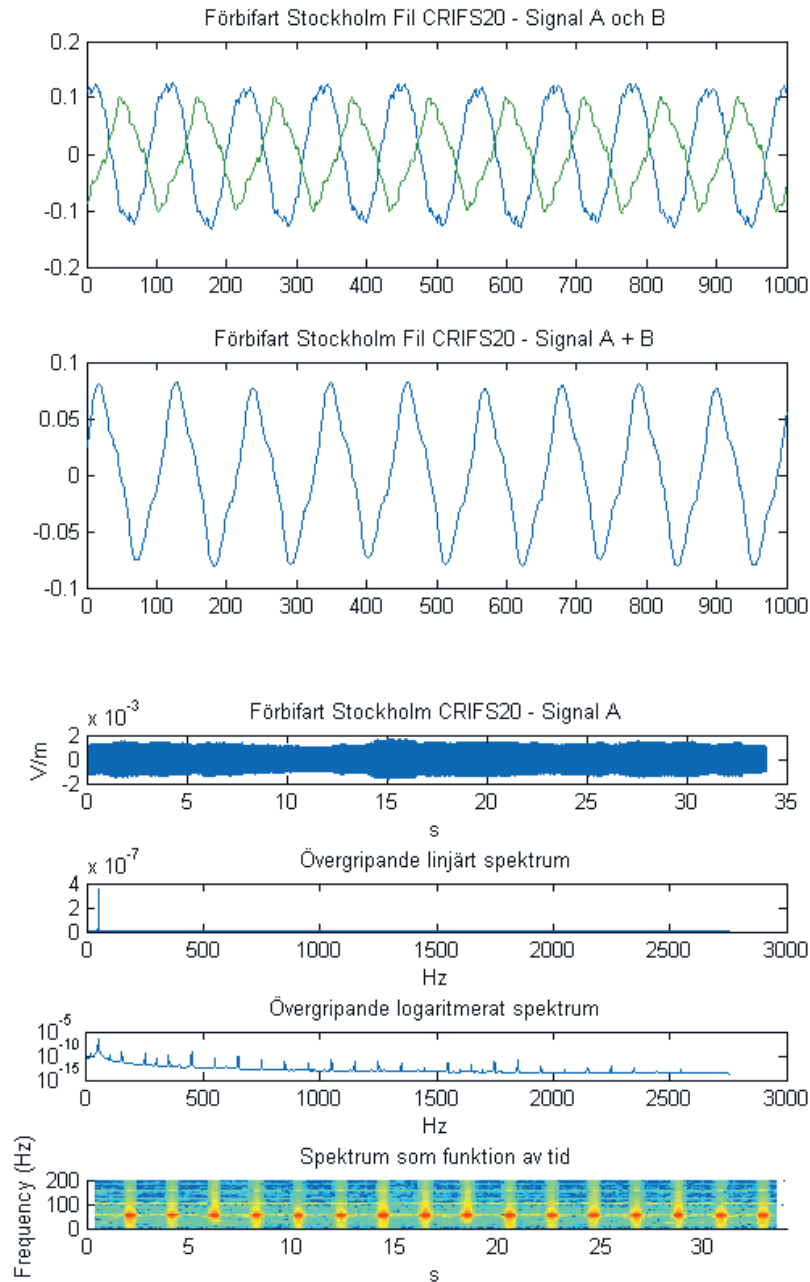 Förbifart Stockholm Fil CRIFS20 - Signal A och B
0.2
0.1
0
-0.1
-0.2
0 100 200 300 400 500 600 700 800 900 1000
Förbifart Stockholm Fil CRIFS20 - Signal A + B
0.1
0.05
0
-0.05
-0.1
0 100 200 300 400 500 600 700 800 900 1000
Förbifart Stockholm CRIFS20 - Signal A
x 10^-3
V/m
2
0
-2
0 5 10 15 20 25 30 35
s
Övergripande linjärt spektrum
x 10^-7
4
2
0
0 500 1000 1500 2000 2500 3000
Hz
Övergripande logaritmerat spektrum
10^-5
10^-10
10^-15
0 500 1000 1500 2000 2500 3000
Hz
Spektrum som funktion av tid
Frequency (Hz)
200
100
0
0 5 10 15 20 25 30
s